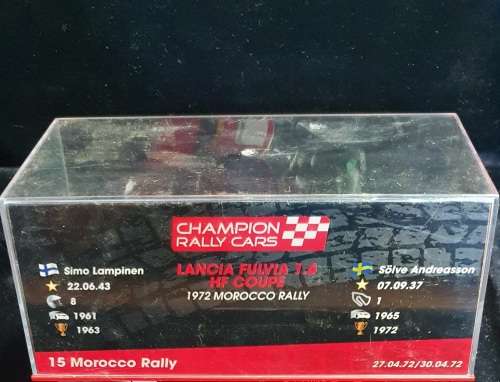 CHAMPION
RALLY CARS
LANCIA FULVIA 1.6
HF COUPE
1972 MOROCCO RALLY
Simo Lampinen
22.06.43
8
1961
1963
Sölve Andreasson
07.09.37
1
1965
1972
15 Morocco Rally
27.04.72/30.04.72